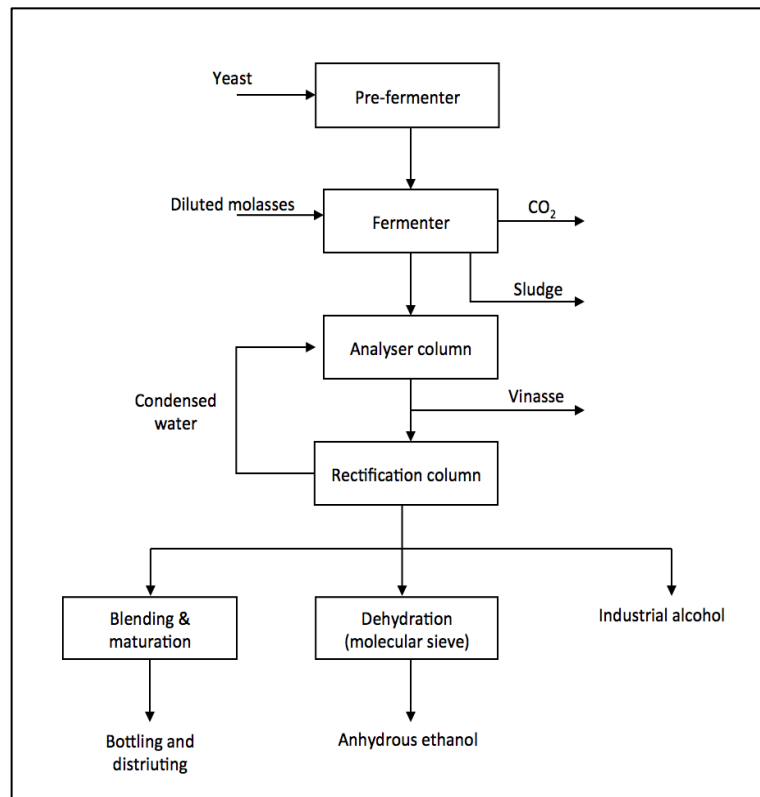 Yeast
Pre-fermenter
Diluted molasses
Fermenter
CO₂
Sludge
Analyser column
Condensed
water
Vinasse
Rectification column
Blending &
maturation
Dehydration
(molecular sieve)
Industrial alcohol
Bottling and
distriuting
Anhydrous ethanol